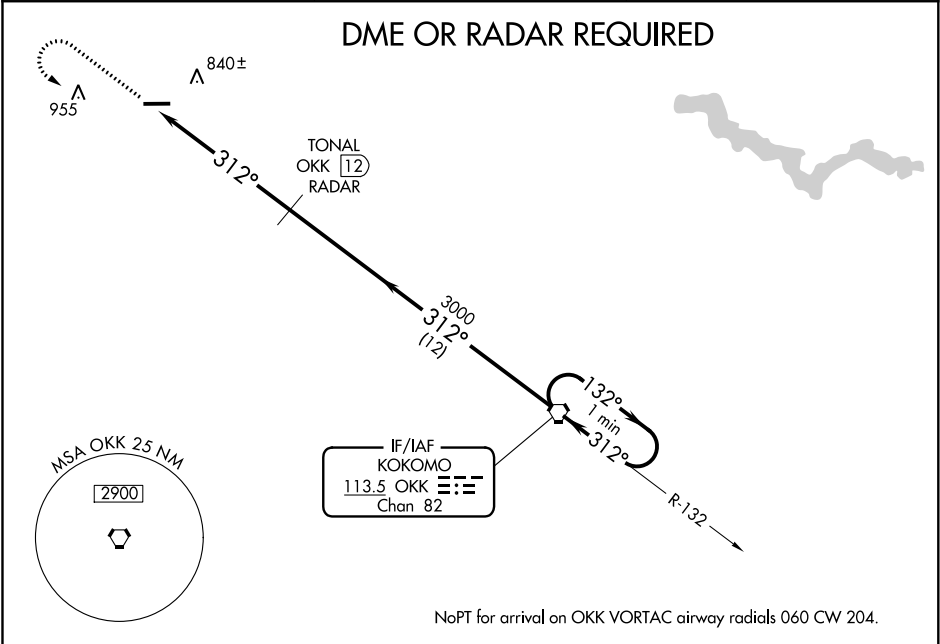 DME OR RADAR REQUIRED
840±
955
TONAL
OKK 12
RADAR
312°
3000
312°
(12)
132°
1 min
312°
IF/IAF
KOKOMO
113.5 OKK
Chan 82
R-132
MSA OKK 25 NM
2900
NoPT for arrival on OKK VORTAC airway radials 060 CW 204.